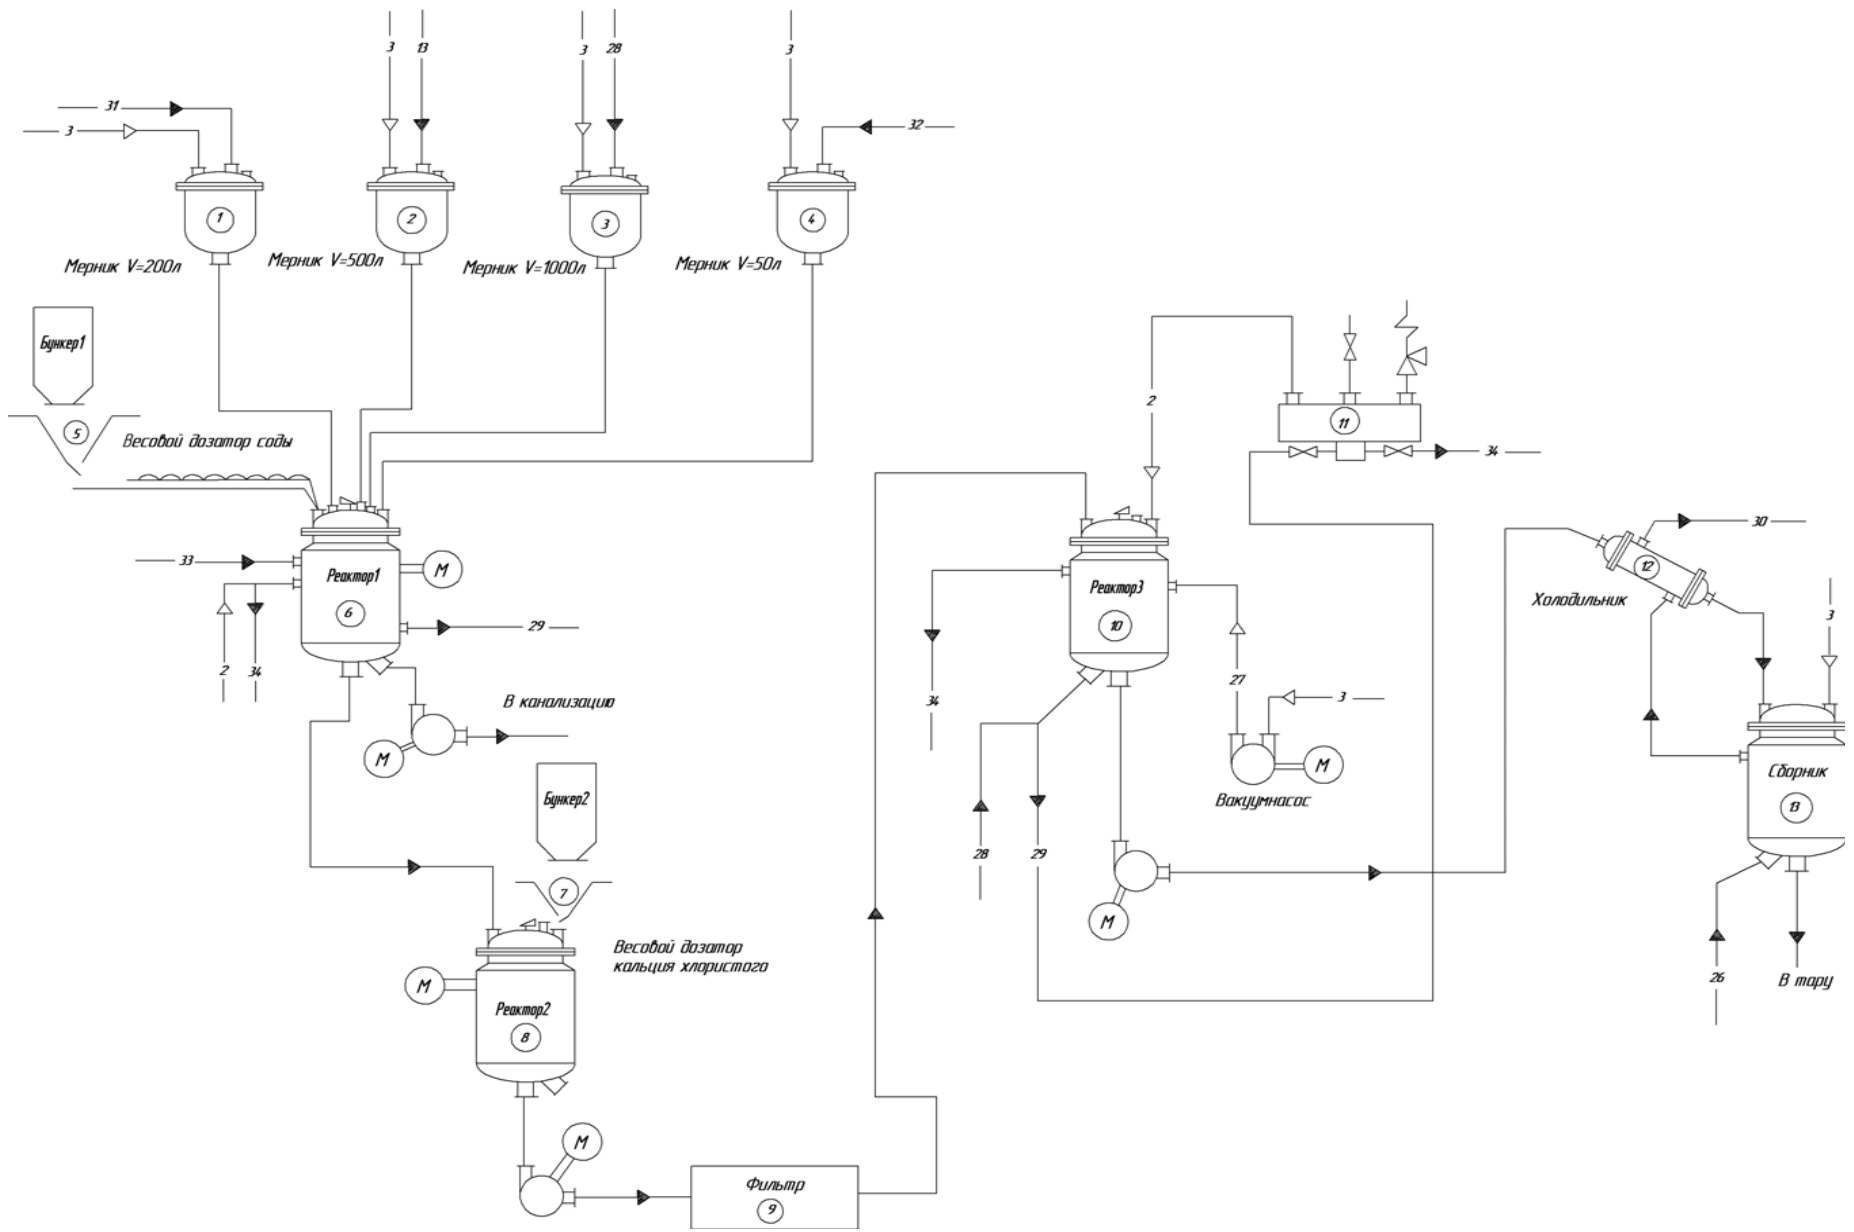 3
13
3
28
3
31
3
32
1
2
3
4
Мерник V=200л
Мерник V=500л
Мерник V=1000л
Мерник V=50л
Бункер1
5
Весовой дозатор соды
2
11
34
33
Реактор1
М
6
29
2
34
В канализацию
М
Реактор3
10
34
27
3
М
Вакуумнасос
28
29
М
30
12
Холодильник
3
Сборник
13
26
В тару
Бункер2
7
Весовой дозатор
кальция хлористого
М
Реактор2
8
М
Фильтр
9